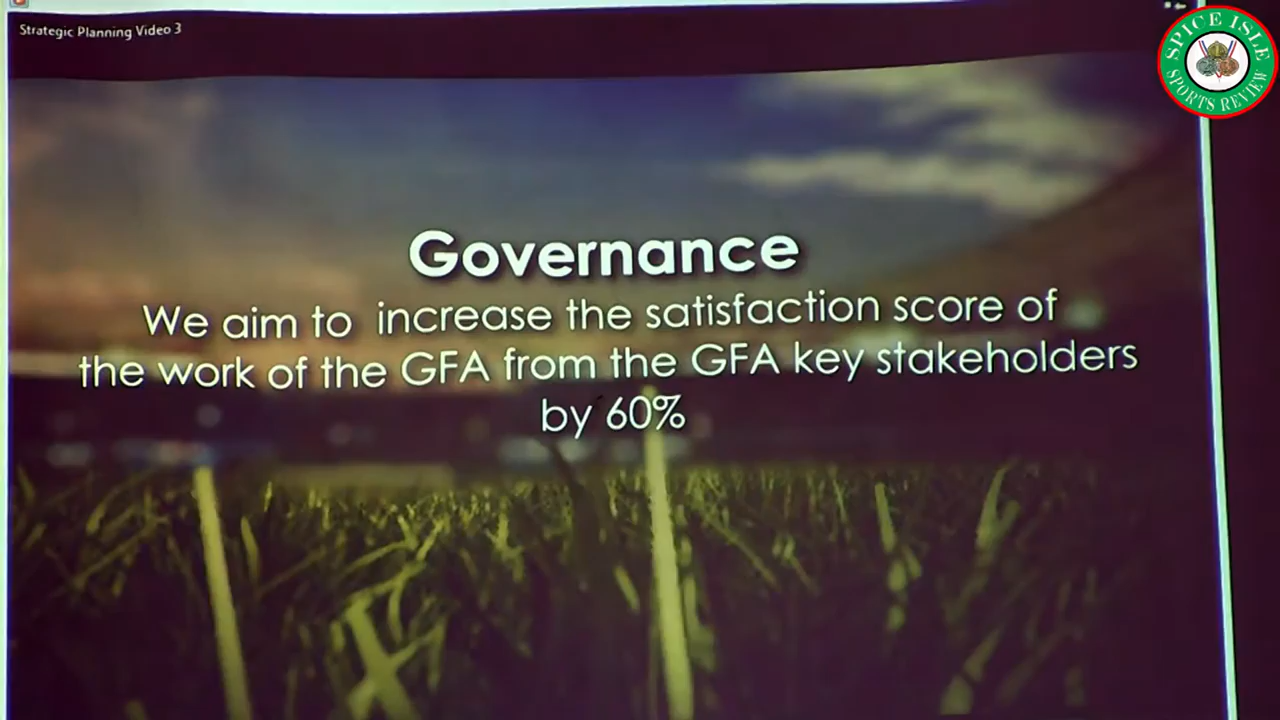 Strategic Planning Video 3
SPICE ISLE
SPORTS REVIEW
Governance
We aim to increase the satisfaction score of
the work of the GFA from the GFA key stakeholders
by 60%